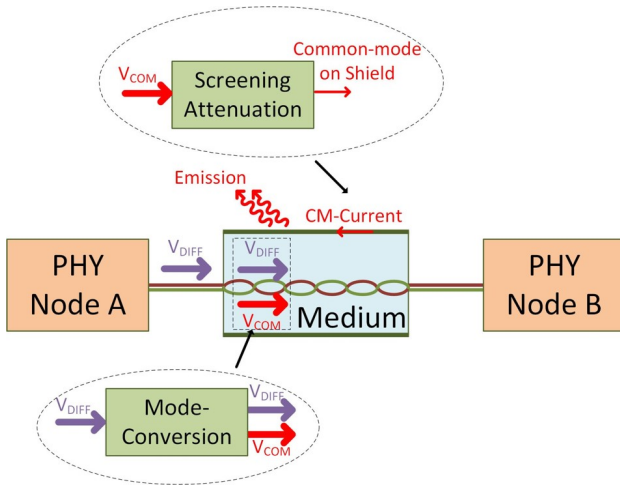 Common-mode
on Shield
VCOM
Screening
Attenuation
Emission
CM-Current
VDIFF
VDIFF
PHY
Node A
PHY
Node B
VCOM
Medium
VDIFF
Mode-
Conversion
VDIFF
VCOM